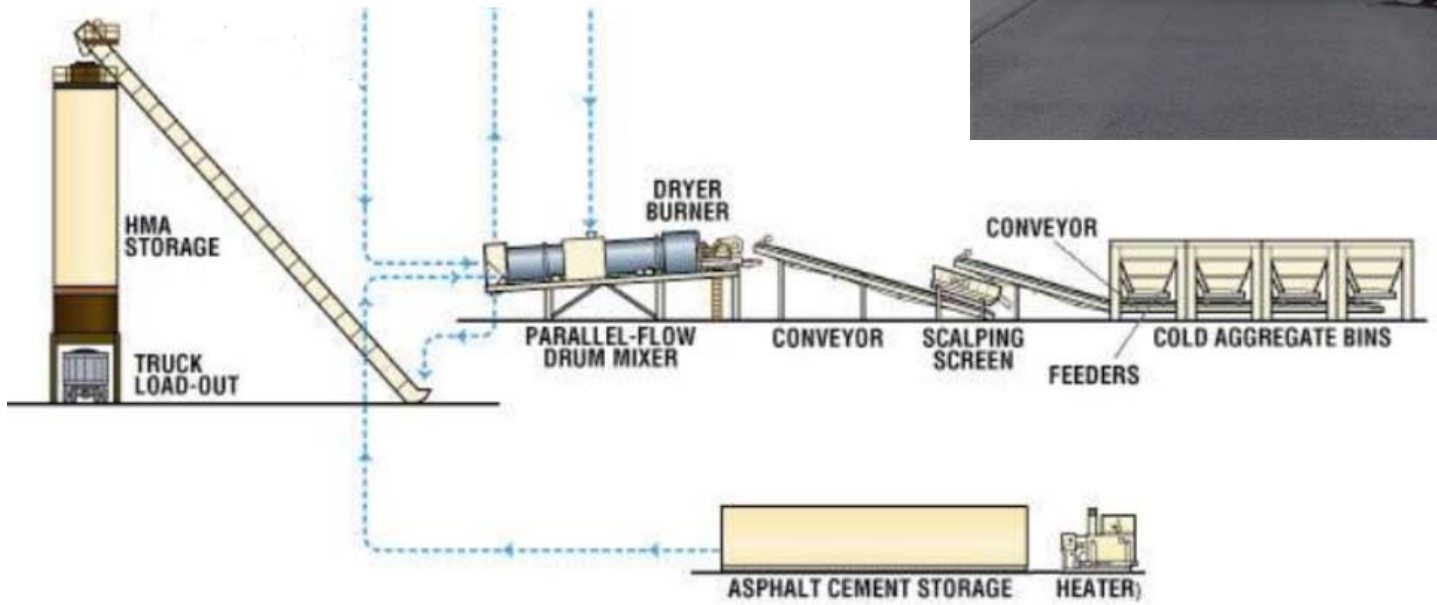 HMA
STORAGE
TRUCK
LOAD-OUT
DRYER
BURNER
PARALLEL-FLOW
DRUM MIXER
CONVEYOR
SCALPING
SCREEN
CONVEYOR
FEEDERS
COLD AGGREGATE BINS
ASPHALT CEMENT STORAGE
HEATER)